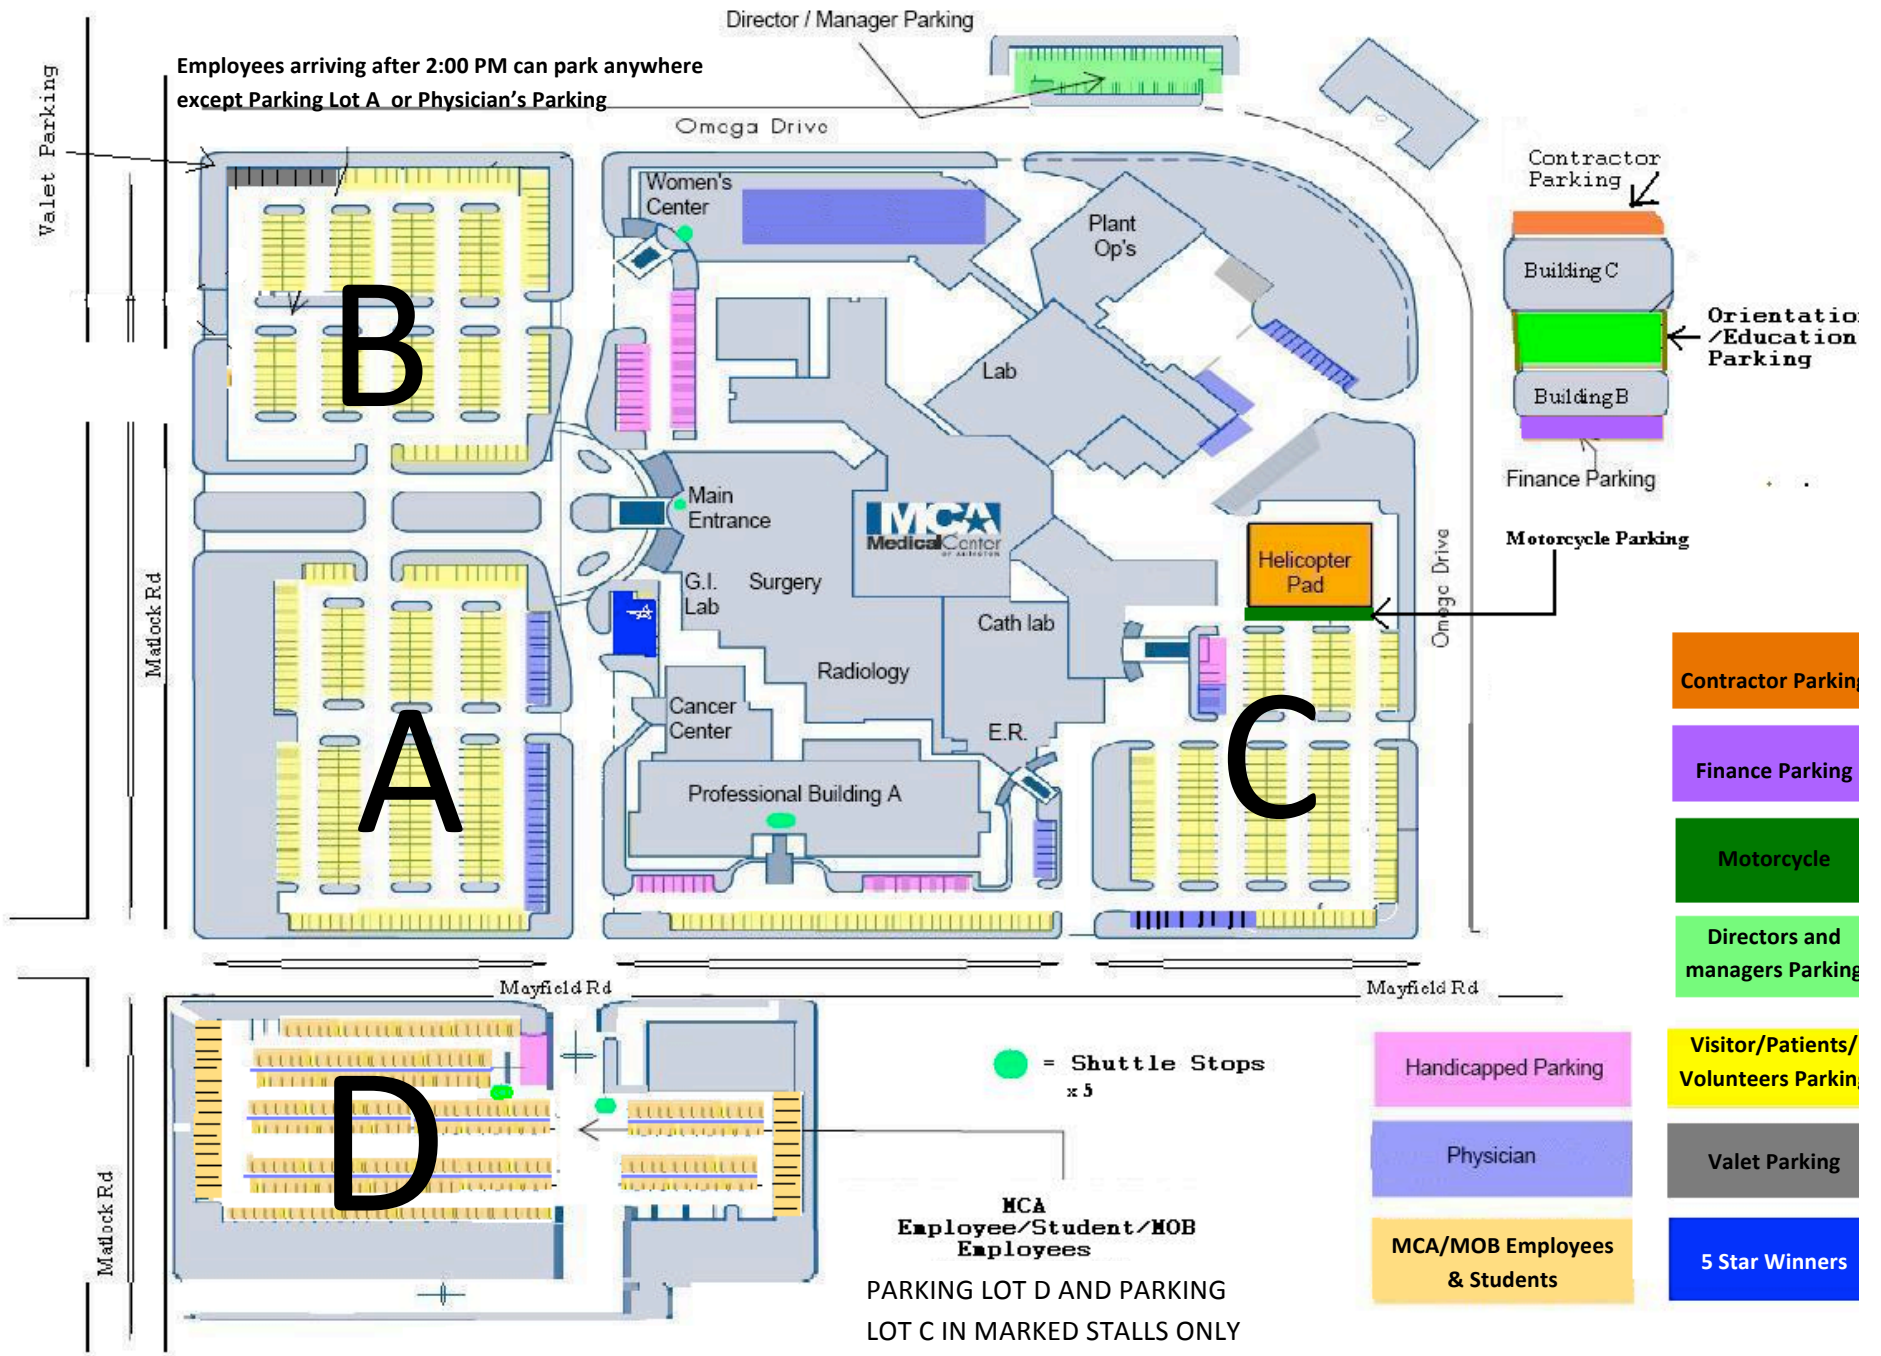 Director / Manager Parking
Employees arriving after 2:00 PM can park anywhere
except Parking Lot A or Physician's Parking
Valet Parking
Omega Drive
Women's
Center
Plant
Op's
Contractor
Parking
Building C
Orientatio
/Education
Parking
Building B
Finance Parking
B
Lab
Main
Entrance
MCA
Medical Center
Motorcycle Parking
Helicopter
Pad
Omega Drive
Matlock Rd
G.I.
Lab
Surgery
Cath lab
Radiology
Cancer
Center
E.R.
A
C
Professional Building A
Contractor Parking
Finance Parking
Motorcycle
Directors and
managers Parking
Mayfield Rd
Mayfield Rd
D
Matlock Rd
= Shuttle Stops
x 5
Handicapped Parking
Visitor/Patients/
Volunteers Parking
Physician
Valet Parking
MCA/MOB Employees
& Students
5 Star Winners
MCA
Employee/Student/MOB
Employees
PARKING LOT D AND PARKING
LOT C IN MARKED STALLS ONLY